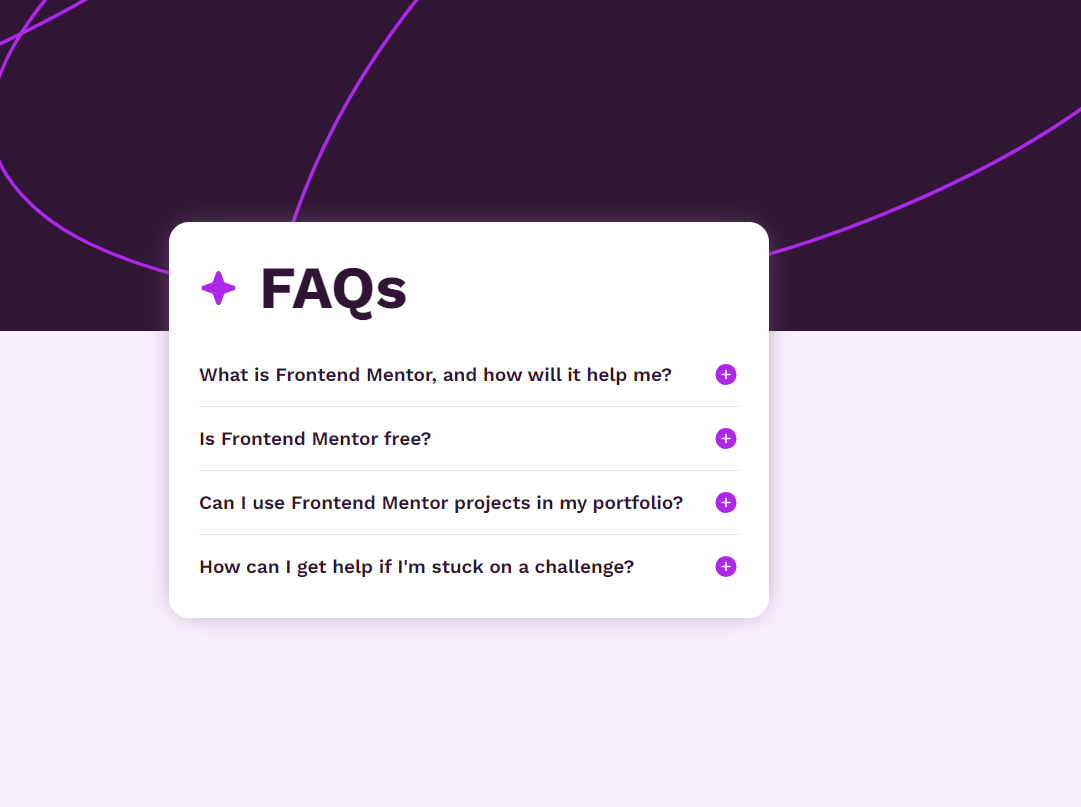 FAQs
What is Frontend Mentor, and how will it help me?
Is Frontend Mentor free?
Can I use Frontend Mentor projects in my portfolio?
How can I get help if I'm stuck on a challenge?